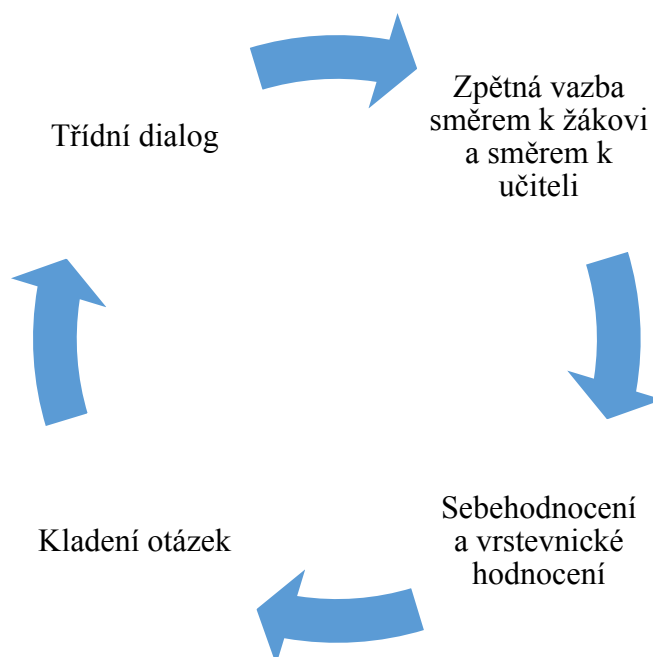 Třídní dialog
Zpětná vazba
směrem k žákovi
a směrem k
učiteli
Sebehodnocení
a vrstevnické
hodnocení
Kladení otázek